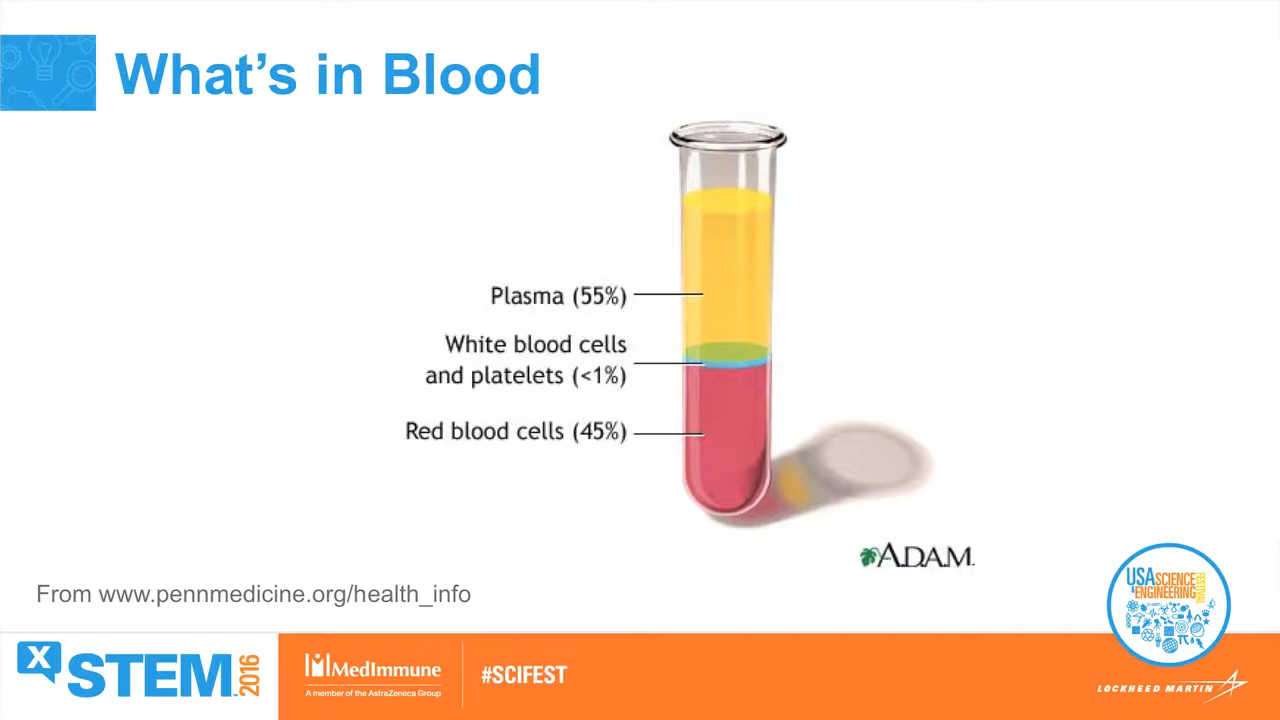 What's in Blood
Plasma (55%)
White blood cells
and platelets (<1%)
Red blood cells (45%)
A.D.A.M.
From www.pennmedicine.org/health_info
USA SCIENCE
& ENGINEERING
FESTIVAL
X
STEM™ 2016
MedImmune
A member of the AstraZeneca Group
#SCIFEST
LOCKHEED MARTIN